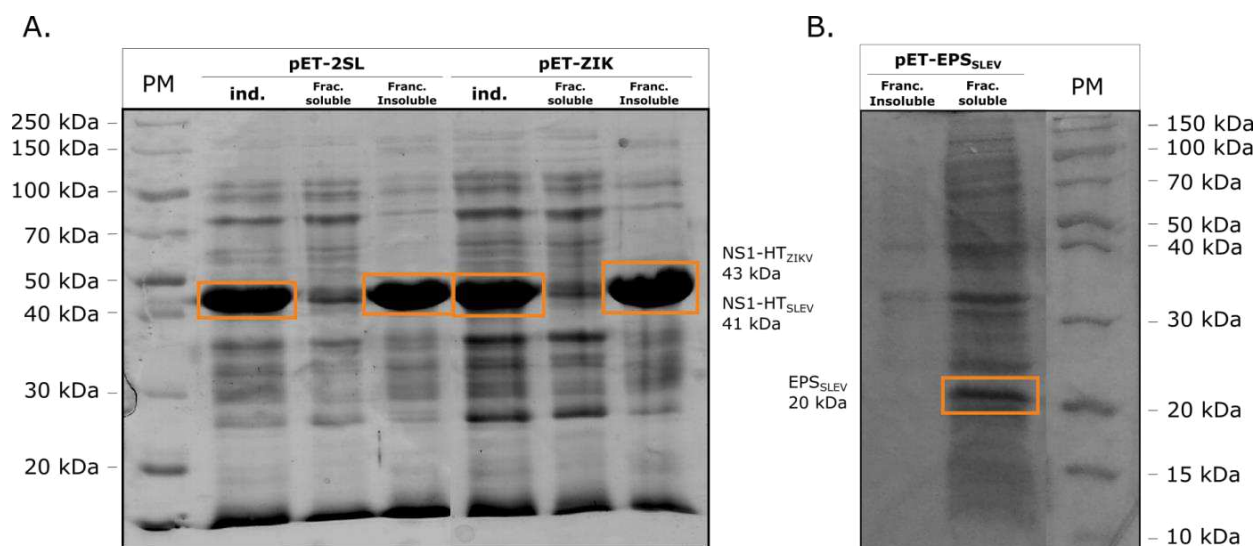 A.
pET-2SL pET-ZIK
PM ind. Frac. soluble Franc. Insoluble ind. Frac. soluble Franc. Insoluble
250 kDa
150 kDa
100 kDa
70 kDa
50 kDa
40 kDa
30 kDa
20 kDa
NS1-HTZIKV
43 kDa
NS1-HTSLEV
41 kDa
B.
pET-EPSSLEV
Franc. Insoluble Frac. soluble PM
EPSSLEV
20 kDa
150 kDa
100 kDa
70 kDa
50 kDa
40 kDa
30 kDa
20 kDa
15 kDa
10 kDa